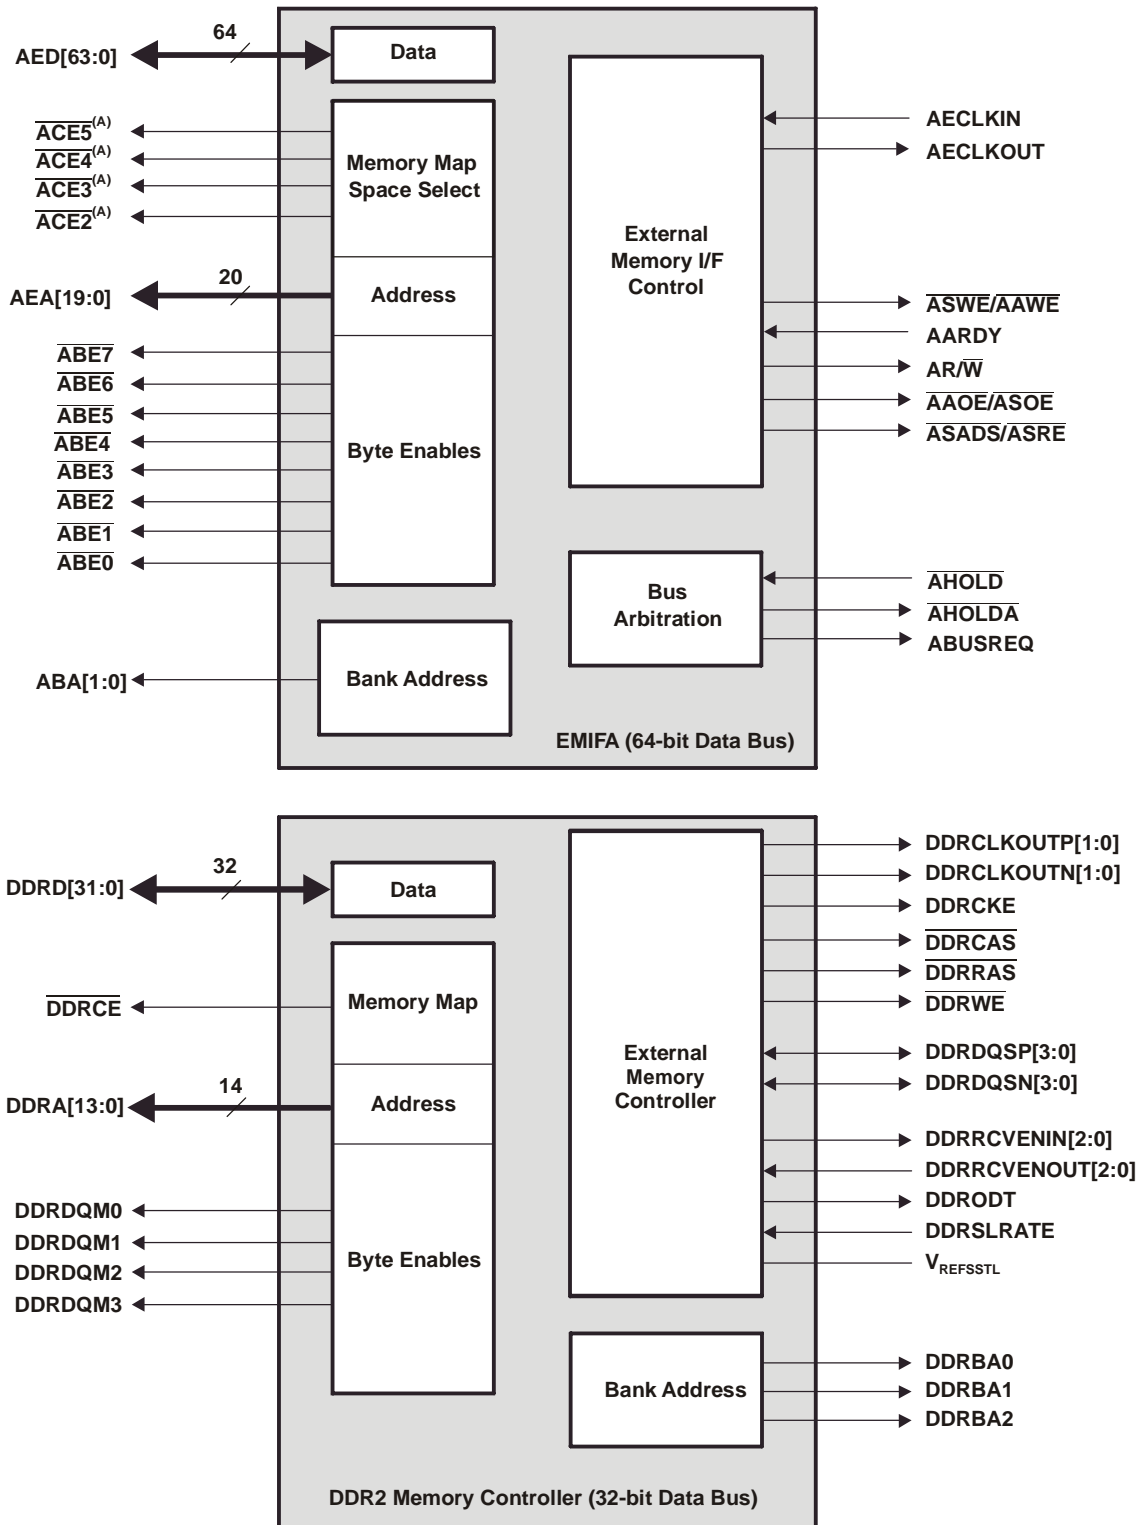 64
AED[63:0]
Data
ACE5(A)
ACE4(A)
ACE3(A)
ACE2(A)
Memory Map
Space Select
20
AEA[19:0]
Address
ABE7
ABE6
ABE5
ABE4
ABE3
ABE2
ABE1
ABE0
Byte Enables
ABA[1:0]
Bank Address
External
Memory I/F
Control
AECLKIN
AECLKOUT
ASWE/AAWE
AARDY
AR/W
AAOE/ASOE
ASADS/ASRE
Bus
Arbitration
AHOLD
AHOLDA
ABUSREQ
EMIFA (64-bit Data Bus)
32
DDRD[31:0]
Data
DDRCE
Memory Map
14
DDRA[13:0]
Address
DDRDQM0
DDRDQM1
DDRDQM2
DDRDQM3
Byte Enables
External
Memory
Controller
DDRCLKOUTP[1:0]
DDRCLKOUTN[1:0]
DDRCKE
DDRCAS
DDRRAS
DDRWE
DDRDQSP[3:0]
DDRDQSN[3:0]
DDRRCVENIN[2:0]
DDRRCVENOUT[2:0]
DDRODT
DDRSLRATE
VREFSSTL
Bank Address
DDRBA0
DDRBA1
DDRBA2
DDR2 Memory Controller (32-bit Data Bus)